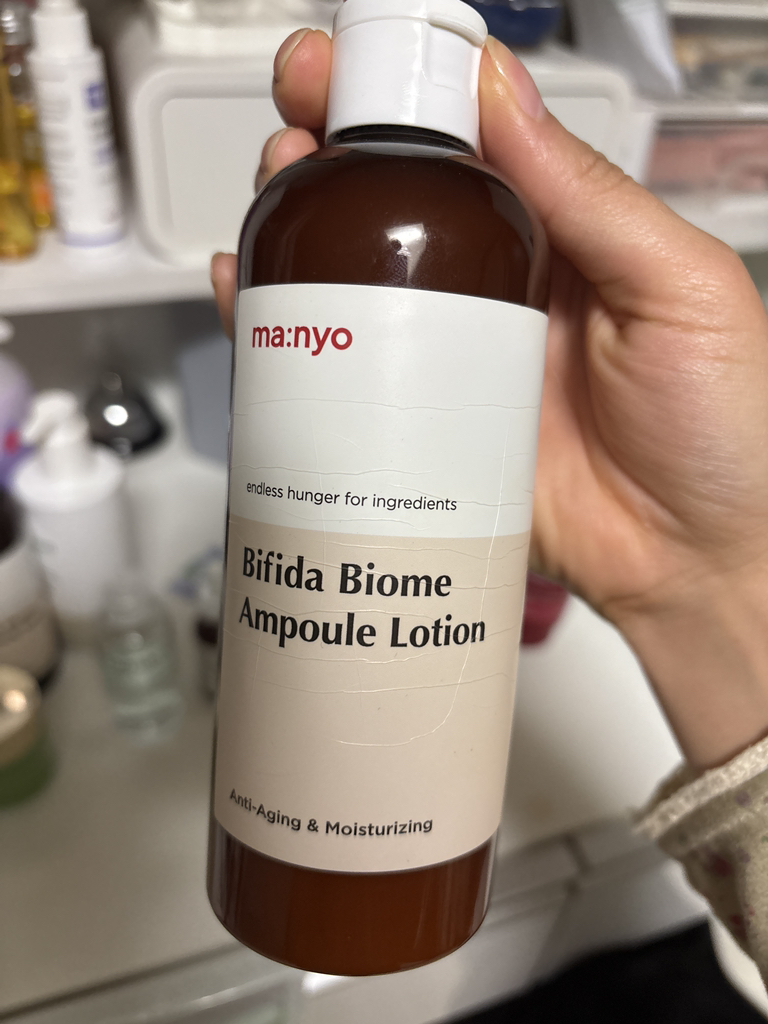 ma:nyo
endless hunger for ingredients
Bifida Biome
Ampoule Lotion
Anti-Aging & Moisturizing